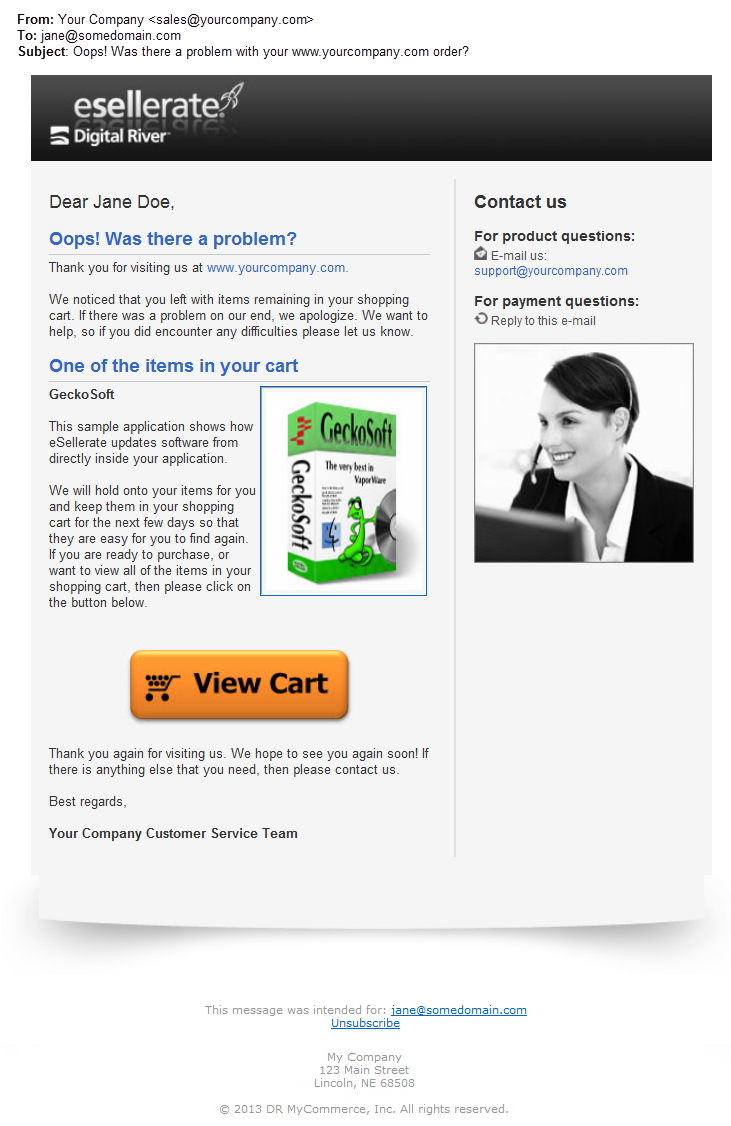 From: Your Company <sales@yourcompany.com>
To: jane@somedomain.com
Subject: Oops! Was there a problem with your www.yourcompany.com order?
esellerate.
Digital River
Dear Jane Doe,
Oops! Was there a problem?
Thank you for visiting us at www.yourcompany.com.
We noticed that you left with items remaining in your shopping
cart. If there was a problem on our end, we apologize. We want to
help, so if you did encounter any difficulties please let us know.
One of the items in your cart
GeckoSoft
This sample application shows how
eSellerate updates software from
directly inside your application.
We will hold onto your items for you
and keep them in your shopping
cart for the next few days so that
they are easy for you to find again.
If you are ready to purchase, or
want to view all of the items in your
shopping cart, then please click on
the button below.
GeckoSoft
The very best in
VaporWare
GeckoSoft
View Cart
Thank you again for visiting us. We hope to see you again soon! If
there is anything else that you need, then please contact us.
Best regards,
Your Company Customer Service Team
Contact us
For product questions:
E-mail us:
support@yourcompany.com
For payment questions:
Reply to this e-mail
This message was intended for: jane@somedomain.com
Unsubscribe
My Company
123 Main Street
Lincoln, NE 68508
© 2013 DR MyCommerce, Inc. All rights reserved.